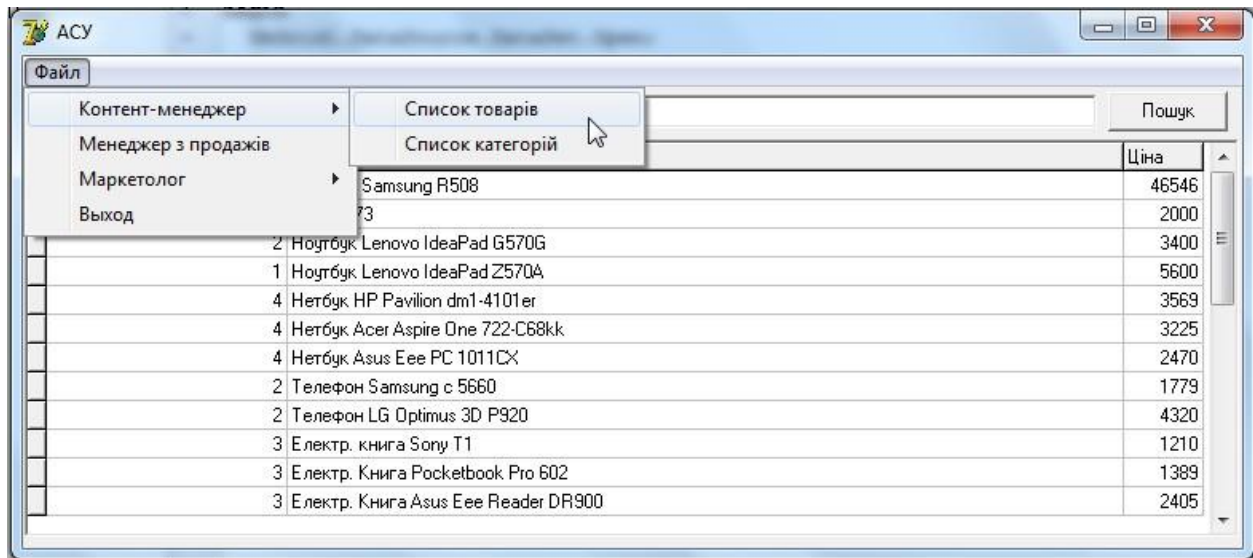 АСУ
Файл
Контент-менеджер
Список товарів
Пошук
Менеджер з продажів
Список категорій
Ціна
Маркетолог
Samsung R508 46546
Выход
73 2000
2 Ноутбук Lenovo IdeaPad G570G 3400
1 Ноутбук Lenovo IdeaPad Z570A 5600
4 Нетбук HP Pavilion dm1-4101er 3569
4 Нетбук Acer Aspire One 722-C68kk 3225
4 Нетбук Asus Eee PC 1011CX 2470
2 Телефон Samsung c 5660 1779
2 Телефон LG Optimus 3D P920 4320
3 Електр. книга Sony T1 1210
3 Електр. Книга Pocketbook Pro 602 1389
3 Електр. Книга Asus Eee Reader DR900 2405